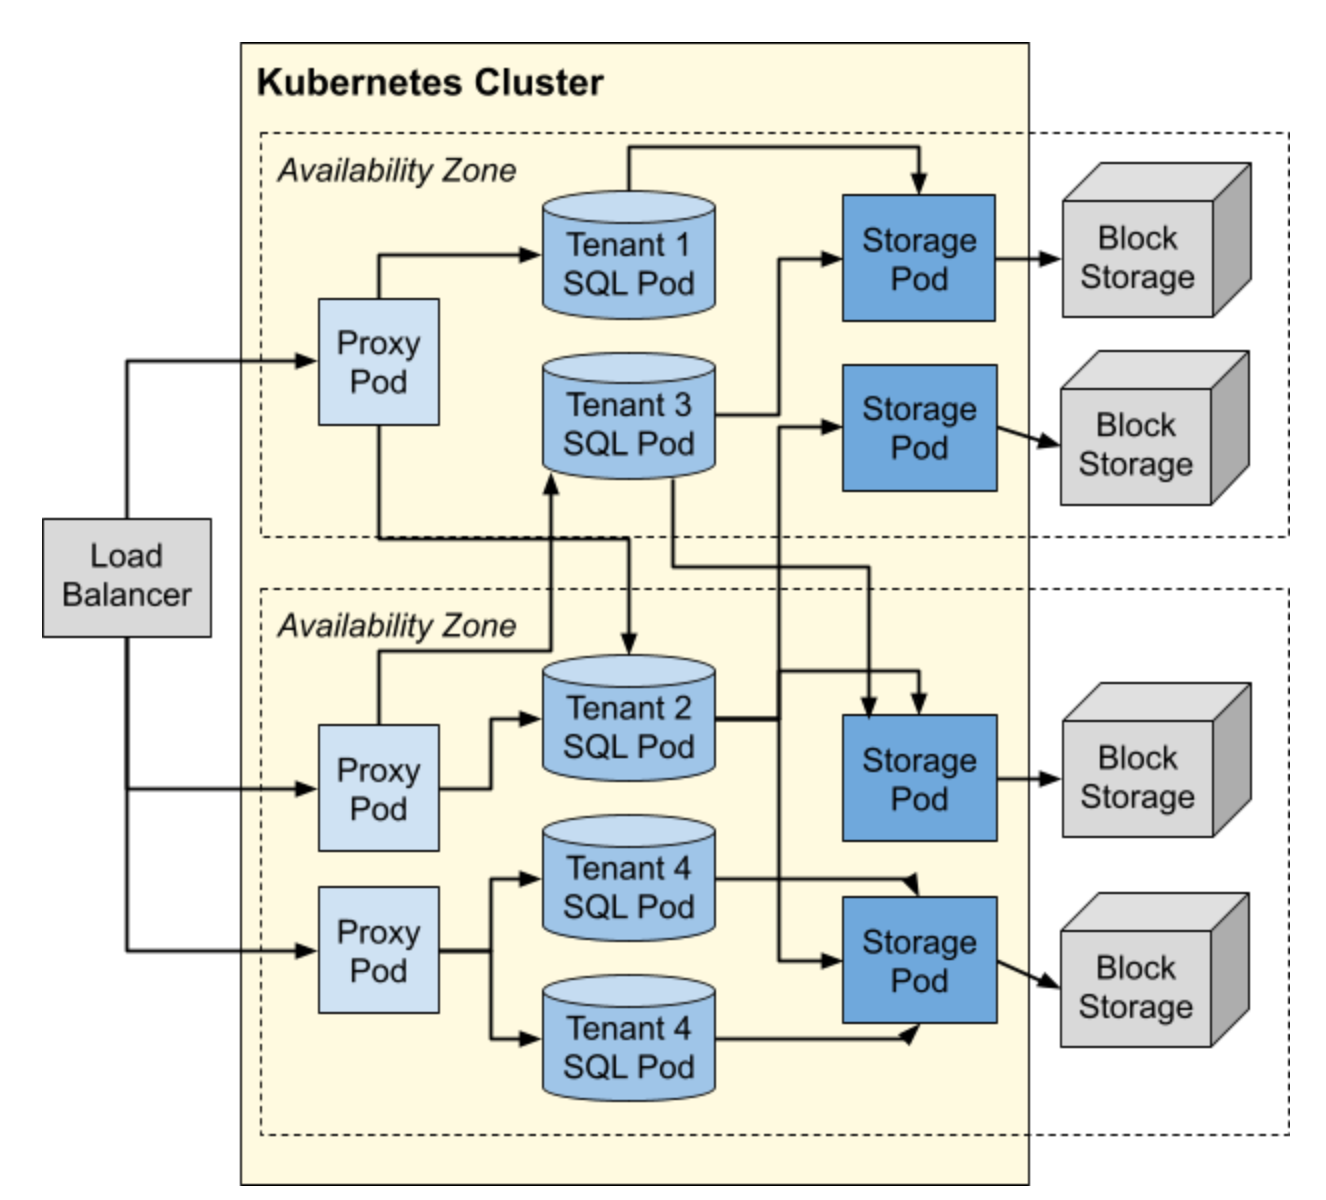 Kubernetes Cluster
Availability Zone
Tenant 1
SQL Pod
Storage
Pod
Block
Storage
Proxy
Pod
Tenant 3
SQL Pod
Storage
Pod
Block
Storage
Load
Balancer
Availability Zone
Tenant 2
SQL Pod
Proxy
Pod
Storage
Pod
Block
Storage
Tenant 4
SQL Pod
Proxy
Pod
Storage
Pod
Block
Storage
Tenant 4
SQL Pod